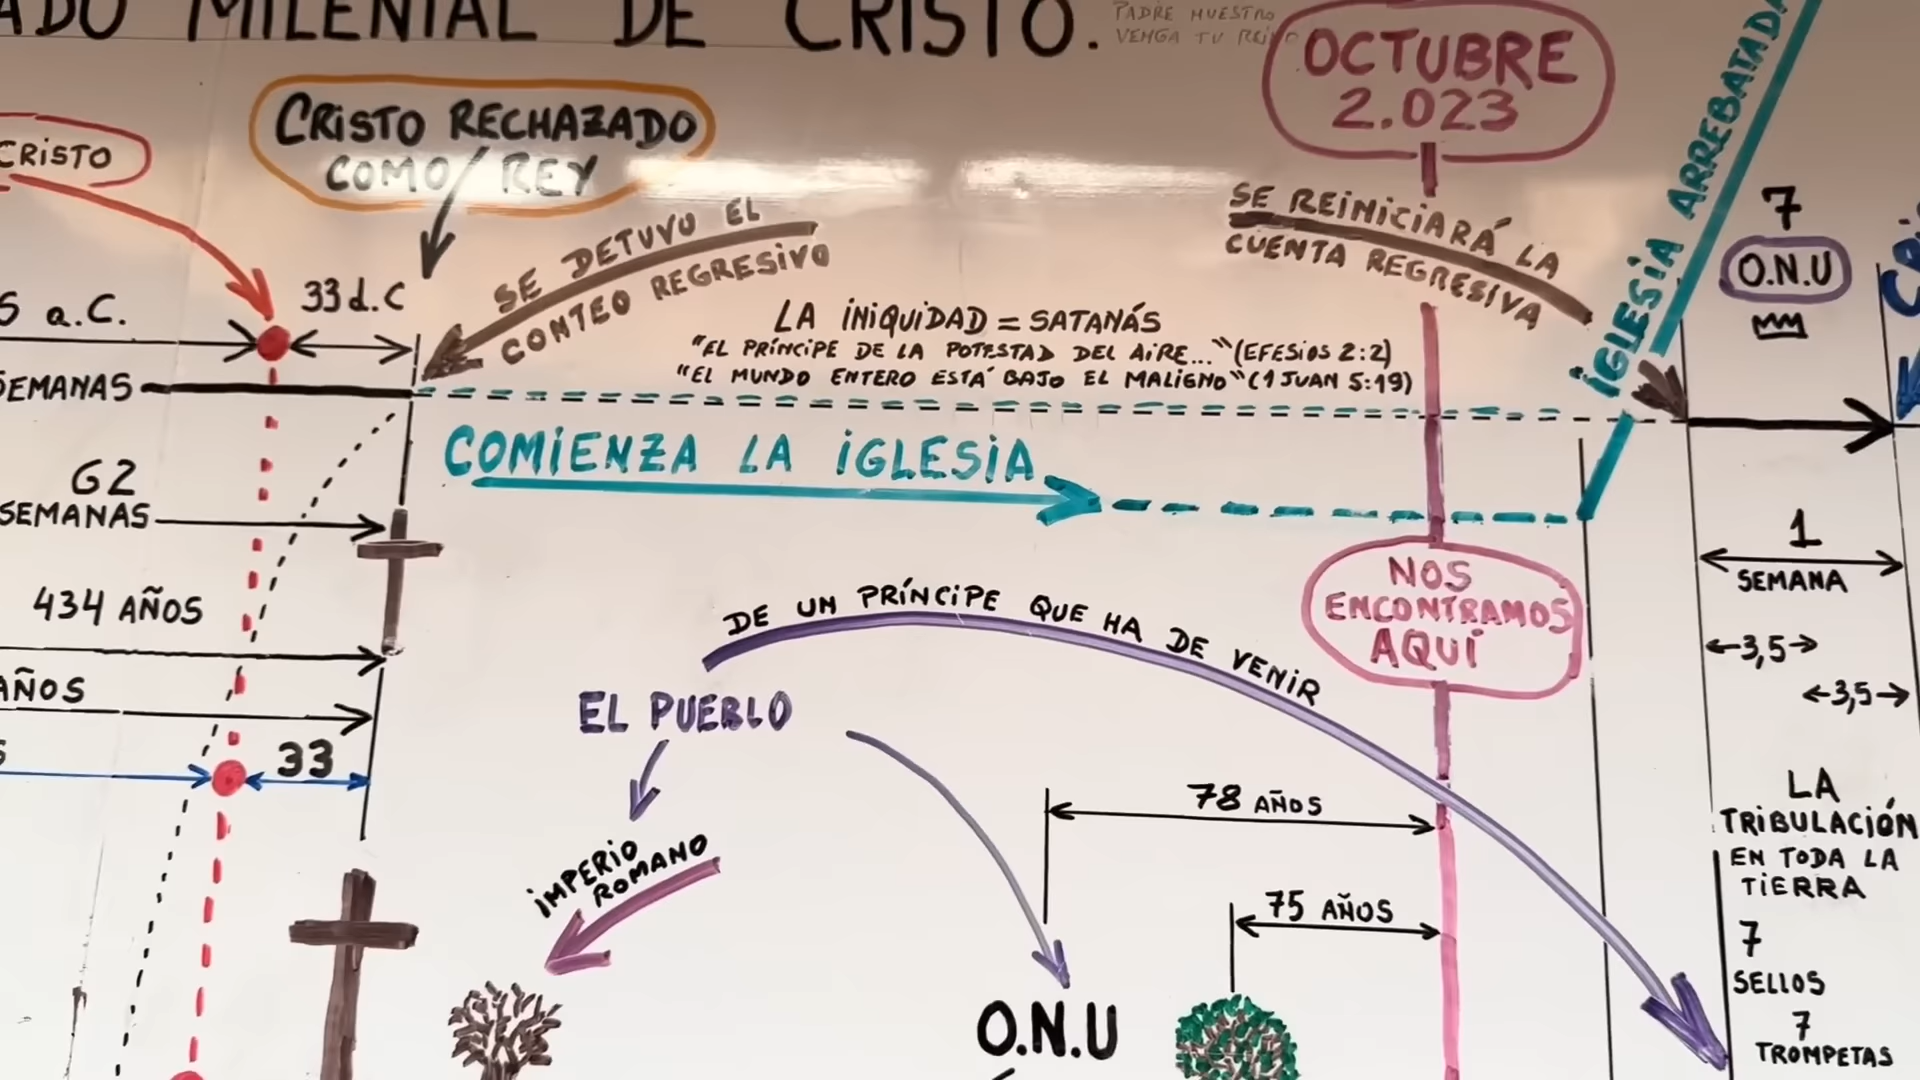 ADO MILENIAL DE CRISTO.
PADRE NUESTRO
VENGA TU REINO
OCTUBRE
2.023
IGLESIA ARREBATADA
CRISTO
CRISTO RECHAZADO
COMO REY
SE DETUVO EL
CONTEO REGRESIVO
SE REINICIARÁ LA
CUENTA REGRESIVA
7
O.N.U
a.C.
33 d.C
LA INIQUIDAD = SATANÁS
"EL PRÍNCIPE DE LA POTESTAD DEL AIRE..." (EFESIOS 2:2)
"EL MUNDO ENTERO ESTÁ BAJO EL MALIGNO" (1 JUAN 5:19)
SEMANAS
COMIENZA LA IGLESIA
62
SEMANAS
1
SEMANA
NOS
ENCONTRAMOS
AQUÍ
434 AÑOS
DE UN PRÍNCIPE QUE HA DE VENIR
3,5
3,5
AÑOS
EL PUEBLO
33
78 AÑOS
LA
TRIBULACIÓN
EN TODA LA
TIERRA
IMPERIO
ROMANO
75 AÑOS
7
SELLOS
7
TROMPETAS
O.N.U